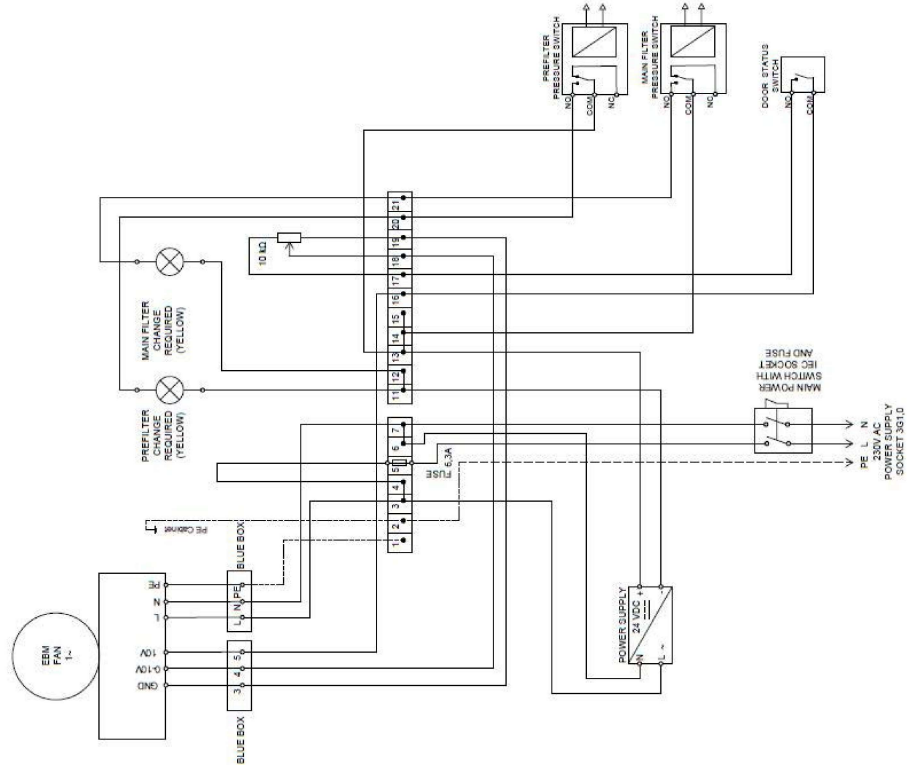 PREFILTER
PRESSURE SWITCH
NO
COM
NC
MAIN FILTER
PRESSURE SWITCH
NO
COM
NC
DOOR STATUS
SWITCH
NO
COM
10 kΩ
MAIN FILTER
CHANGE
REQUIRED
(YELLOW)
PREFILTER
CHANGE
REQUIRED
(YELLOW)
21
20
19
18
17
16
15
14
13
12
11
7
6
5
4
3
2
1
FUSE
6,3A
MAIN POWER
SWITCH WITH
IEC SOCKET
AND FUSE
PE L N
230V AC
POWER SUPPLY
SOCKET 3G1,0
PE Cabinet
BLUE BOX
L N PE
EBM
FAN
1~
PE
N
L
10V
0-10V
GND
3 4 5
BLUE BOX
POWER SUPPLY
24 VDC
+
-
N
L ~